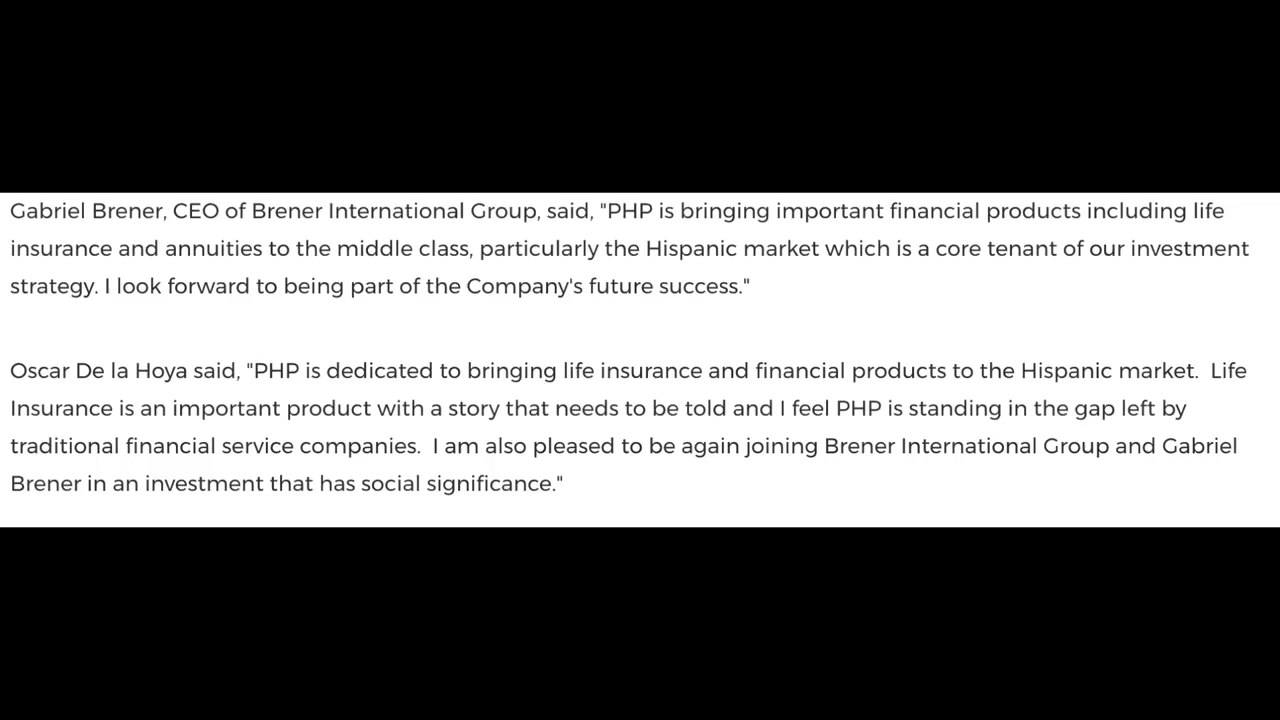 Gabriel Brener, CEO of Brener International Group, said, "PHP is bringing important financial products including life
insurance and annuities to the middle class, particularly the Hispanic market which is a core tenant of our investment
strategy. I look forward to being part of the Company's future success."
Oscar De la Hoya said, "PHP is dedicated to bringing life insurance and financial products to the Hispanic market.  Life
Insurance is an important product with a story that needs to be told and I feel PHP is standing in the gap left by
traditional financial service companies.  I am also pleased to be again joining Brener International Group and Gabriel
Brener in an investment that has social significance."